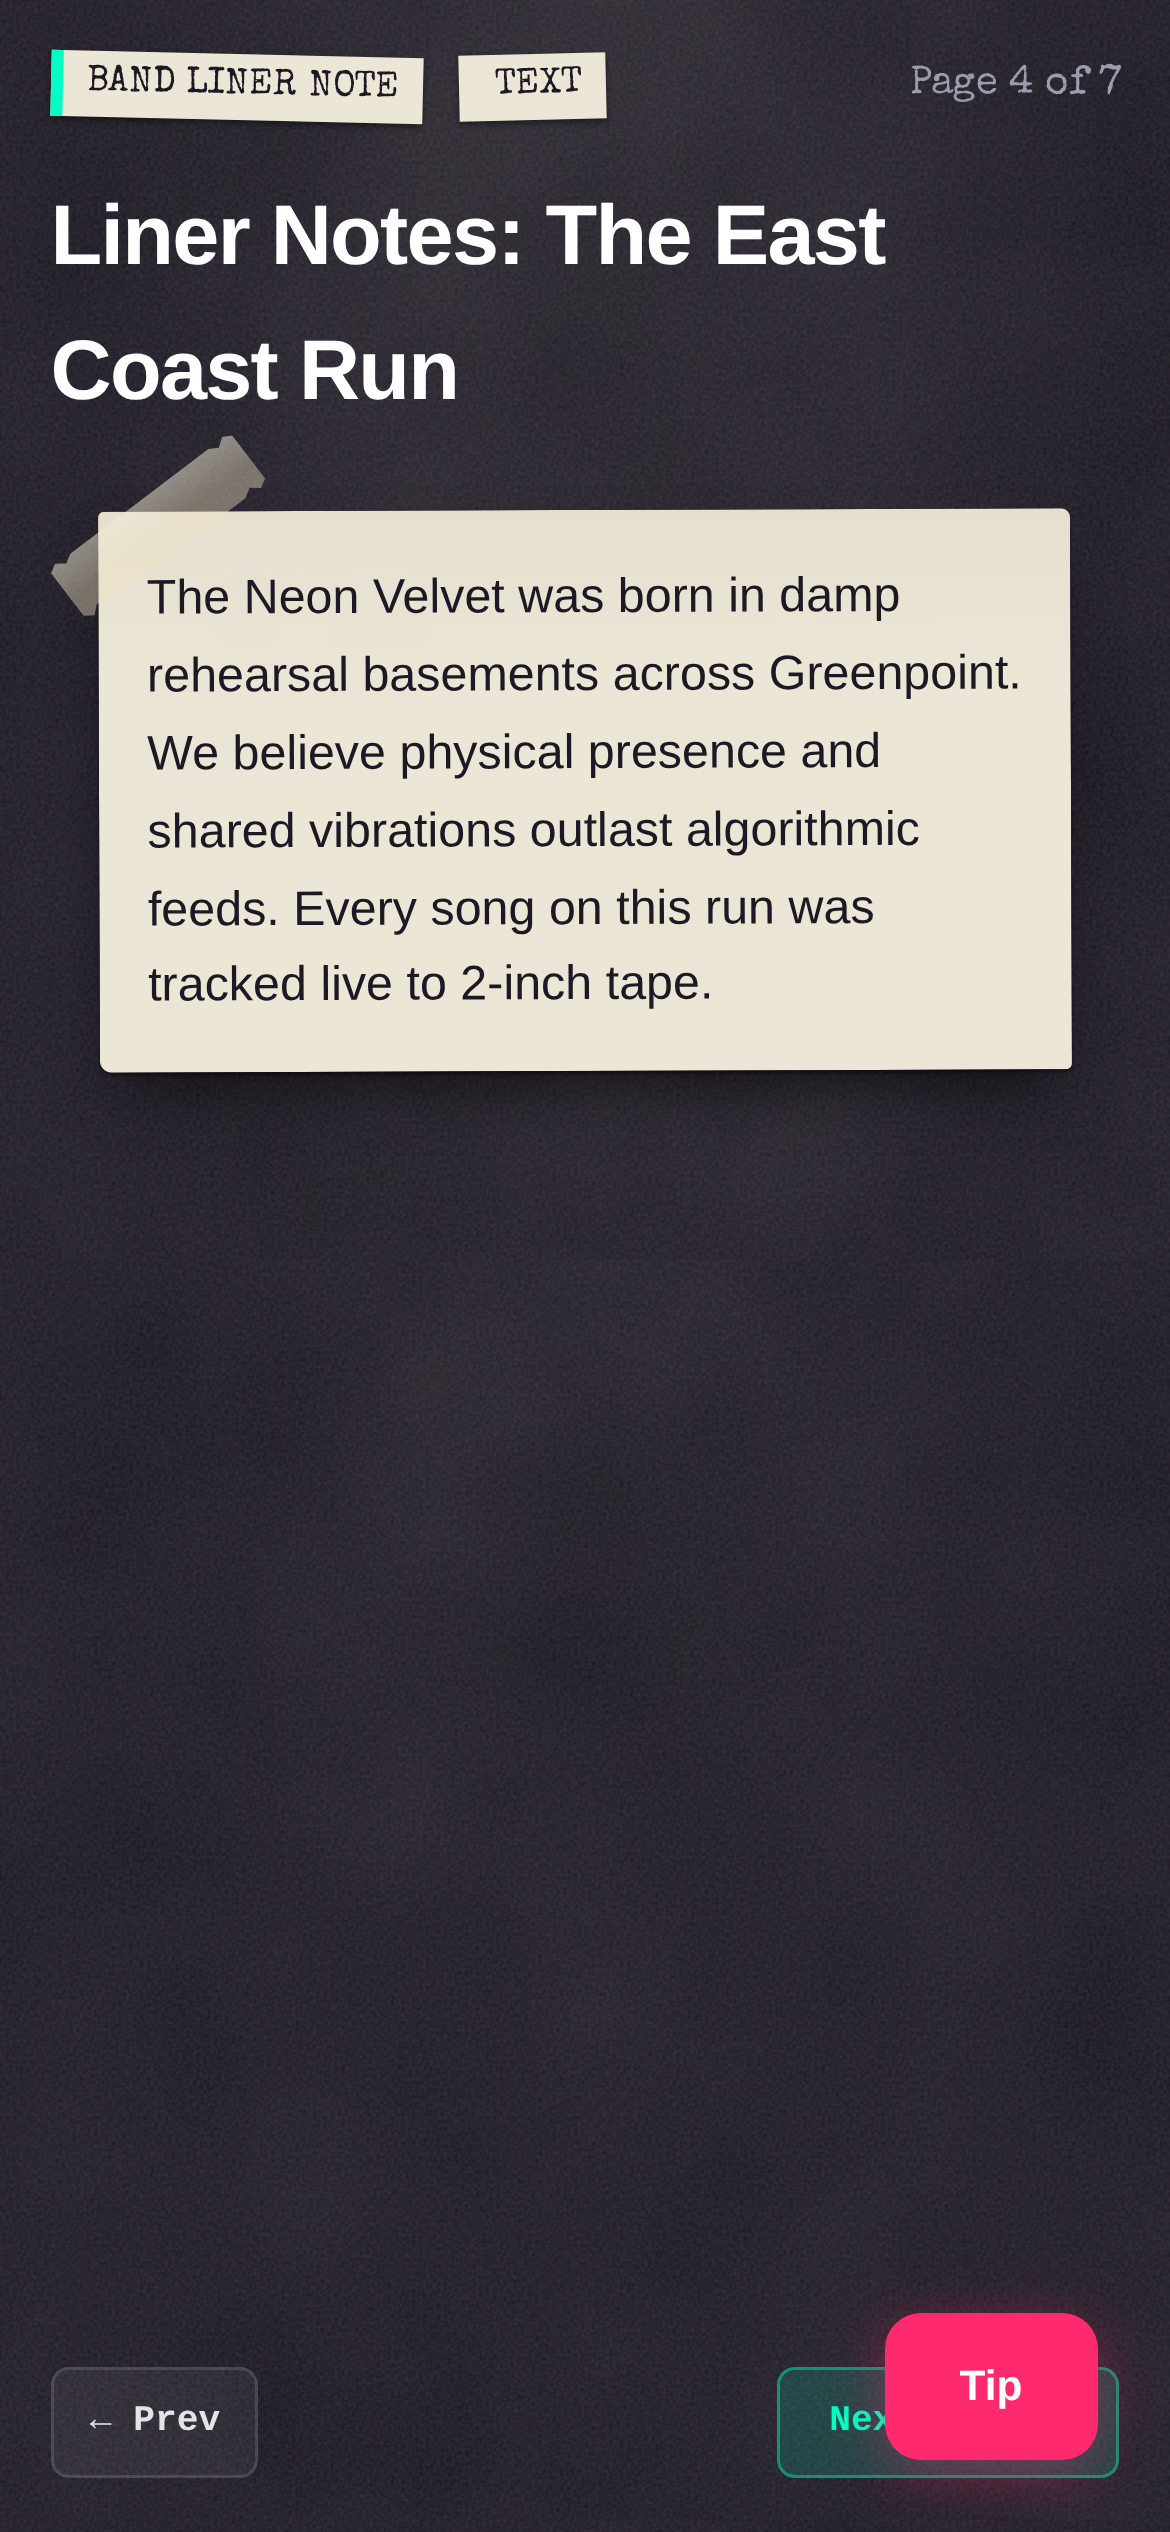 BAND LINER NOTE
TEXT
Page 4 of 7
Liner Notes: The East
Coast Run
The Neon Velvet was born in damp
rehearsal basements across Greenpoint.
We believe physical presence and
shared vibrations outlast algorithmic
feeds. Every song on this run was
tracked live to 2-inch tape.
← Prev
Tip